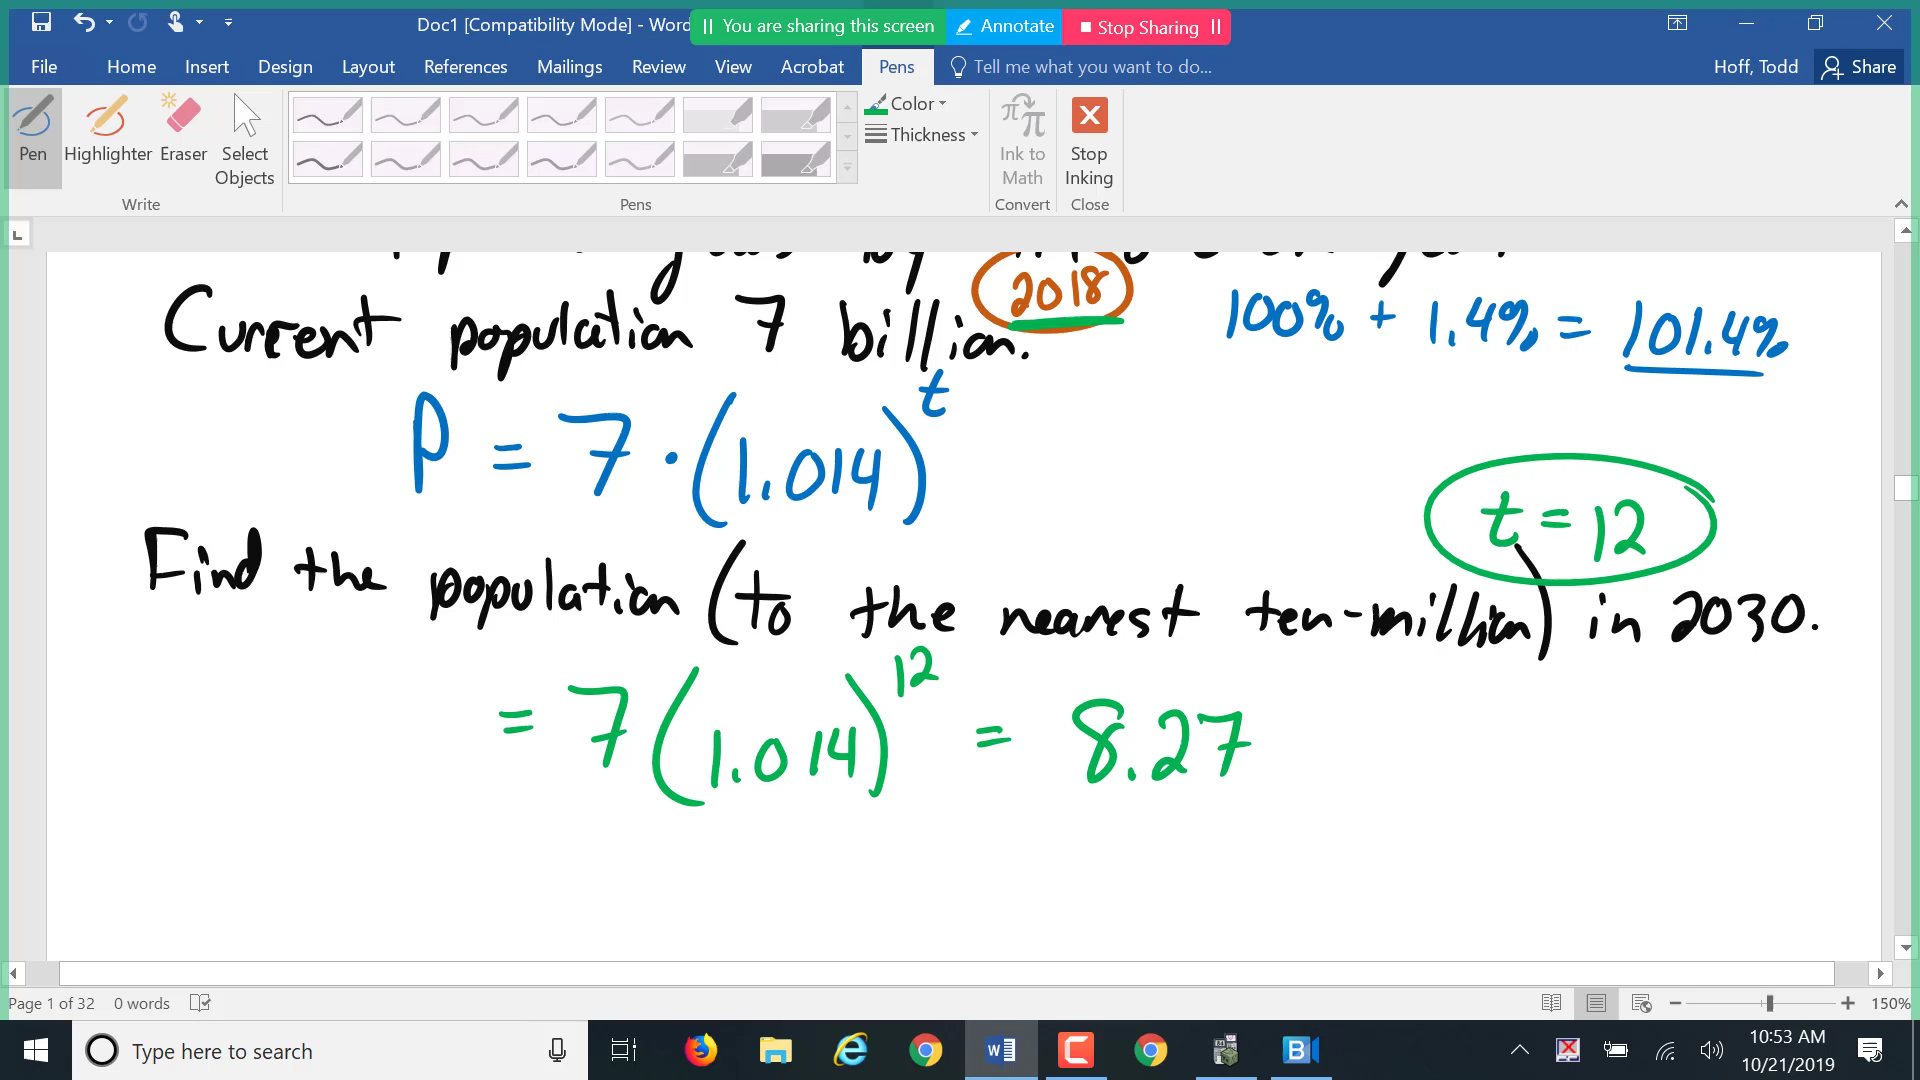 Doc1 [Compatibility Mode] - Word
You are sharing this screen
Annotate
Stop Sharing
File Home Insert Design Layout References Mailings Review View Acrobat Pens Tell me what you want to do... Hoff, Todd Share
Pen Highlighter Eraser Select Objects
Color
Thickness
Ink to Math
Stop Inking
Write Pens Convert Close
2018
Current population 7 billion.
100% + 1.4% = 101.4%
P = 7 · (1.014)^t
t = 12
Find the population (to the nearest ten-million) in 2030.
= 7 (1.014)^12 = 8.27
Page 1 of 32 0 words 150%
Type here to search
10:53 AM
10/21/2019